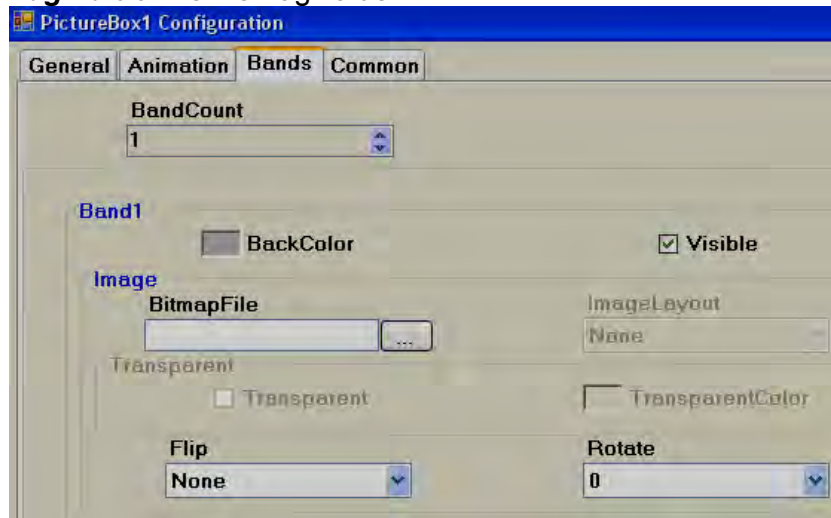 PictureBox1 Configuration
General Animation Bands Common
BandCount
1
Band1
BackColor Visible
Image
BitmapFile ImageLayout
... None
Transparent
Transparent TransparentColor
Flip Rotate
None 0